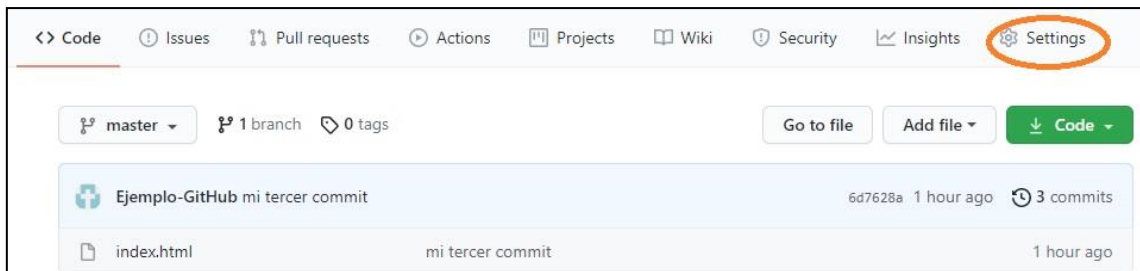 <> Code Issues Pull requests Actions Projects Wiki Security Insights Settings
master 1 branch 0 tags Go to file Add file Code
Ejemplo-GitHub mi tercer commit 6d7628a 1 hour ago 3 commits
index.html mi tercer commit 1 hour ago